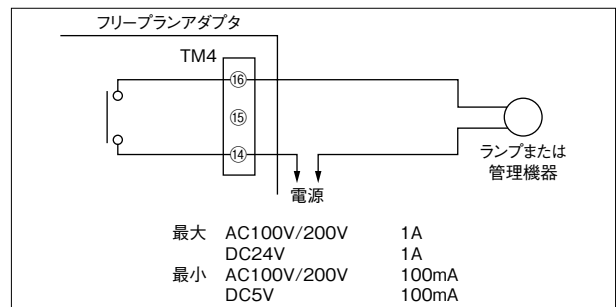 フリープランアダプタ
TM4
⑯
⑮
⑭
ランプまたは
管理機器
電源
最大 AC100V/200V 1A
DC24V 1A
最小 AC100V/200V 100mA
DC5V 100mA